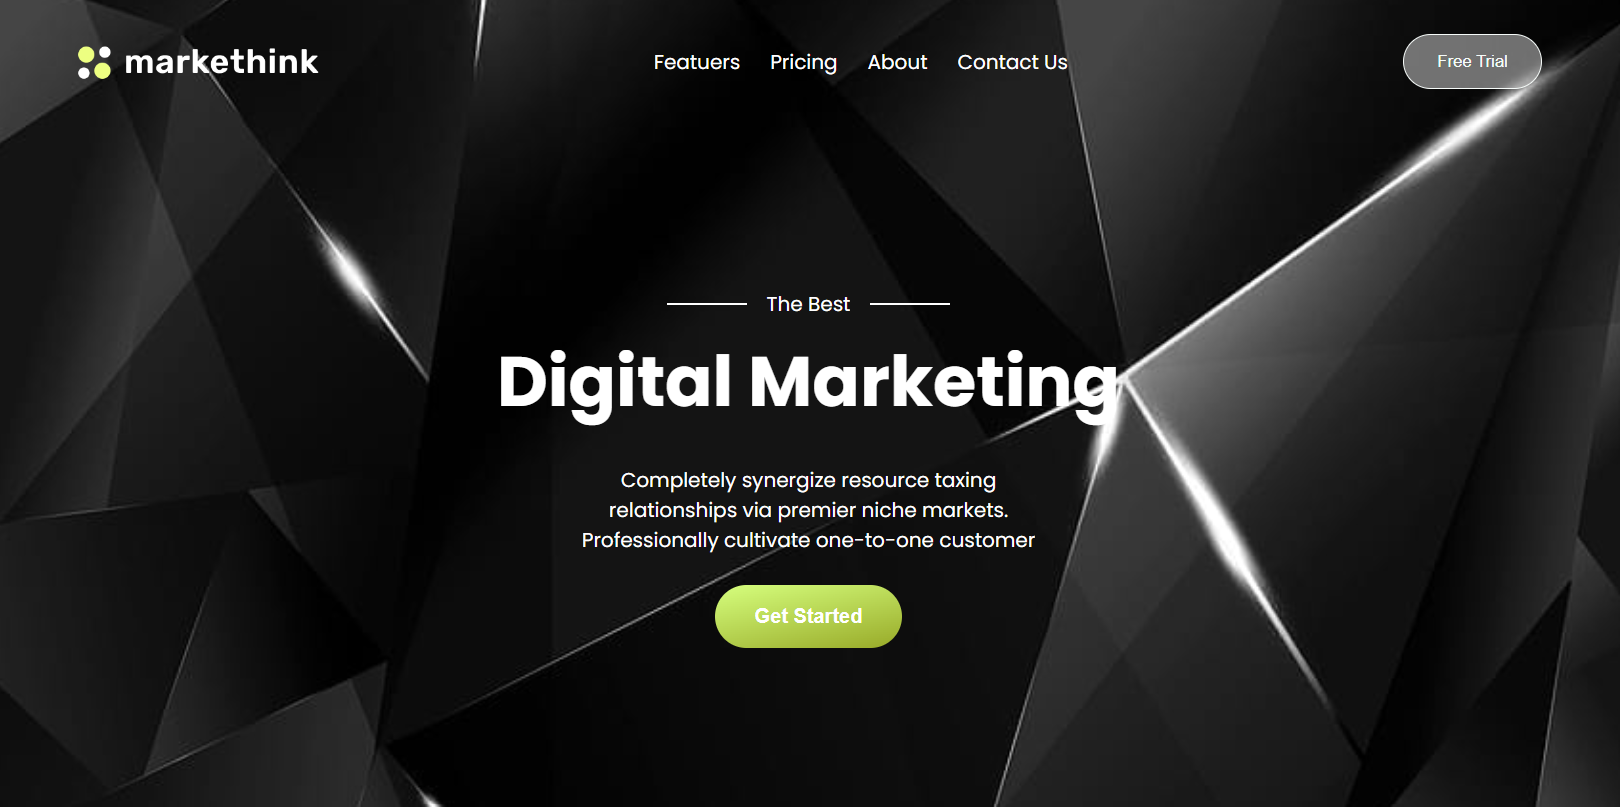 markethink
Featuers Pricing About Contact Us
Free Trial
The Best
Digital Marketing
Completely synergize resource taxing
relationships via premier niche markets.
Professionally cultivate one-to-one customer
Get Started